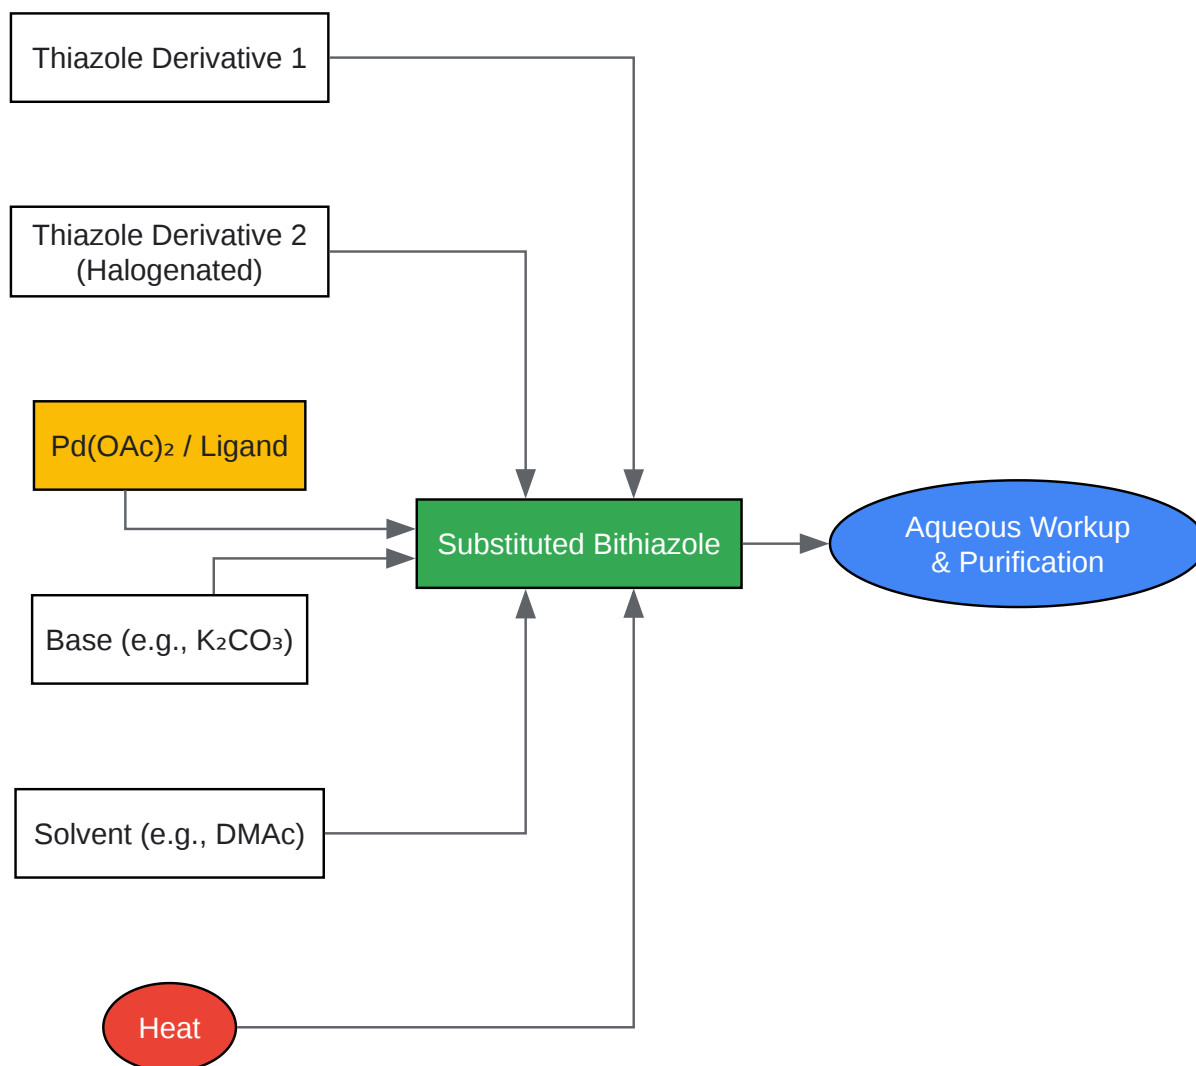 Thiazole Derivative 1
Thiazole Derivative 2
(Halogenated)
Pd(OAc)₂ / Ligand
Substituted Bithiazole
Aqueous Workup
& Purification
Base (e.g., K₂CO₃)
Solvent (e.g., DMAc)
Heat